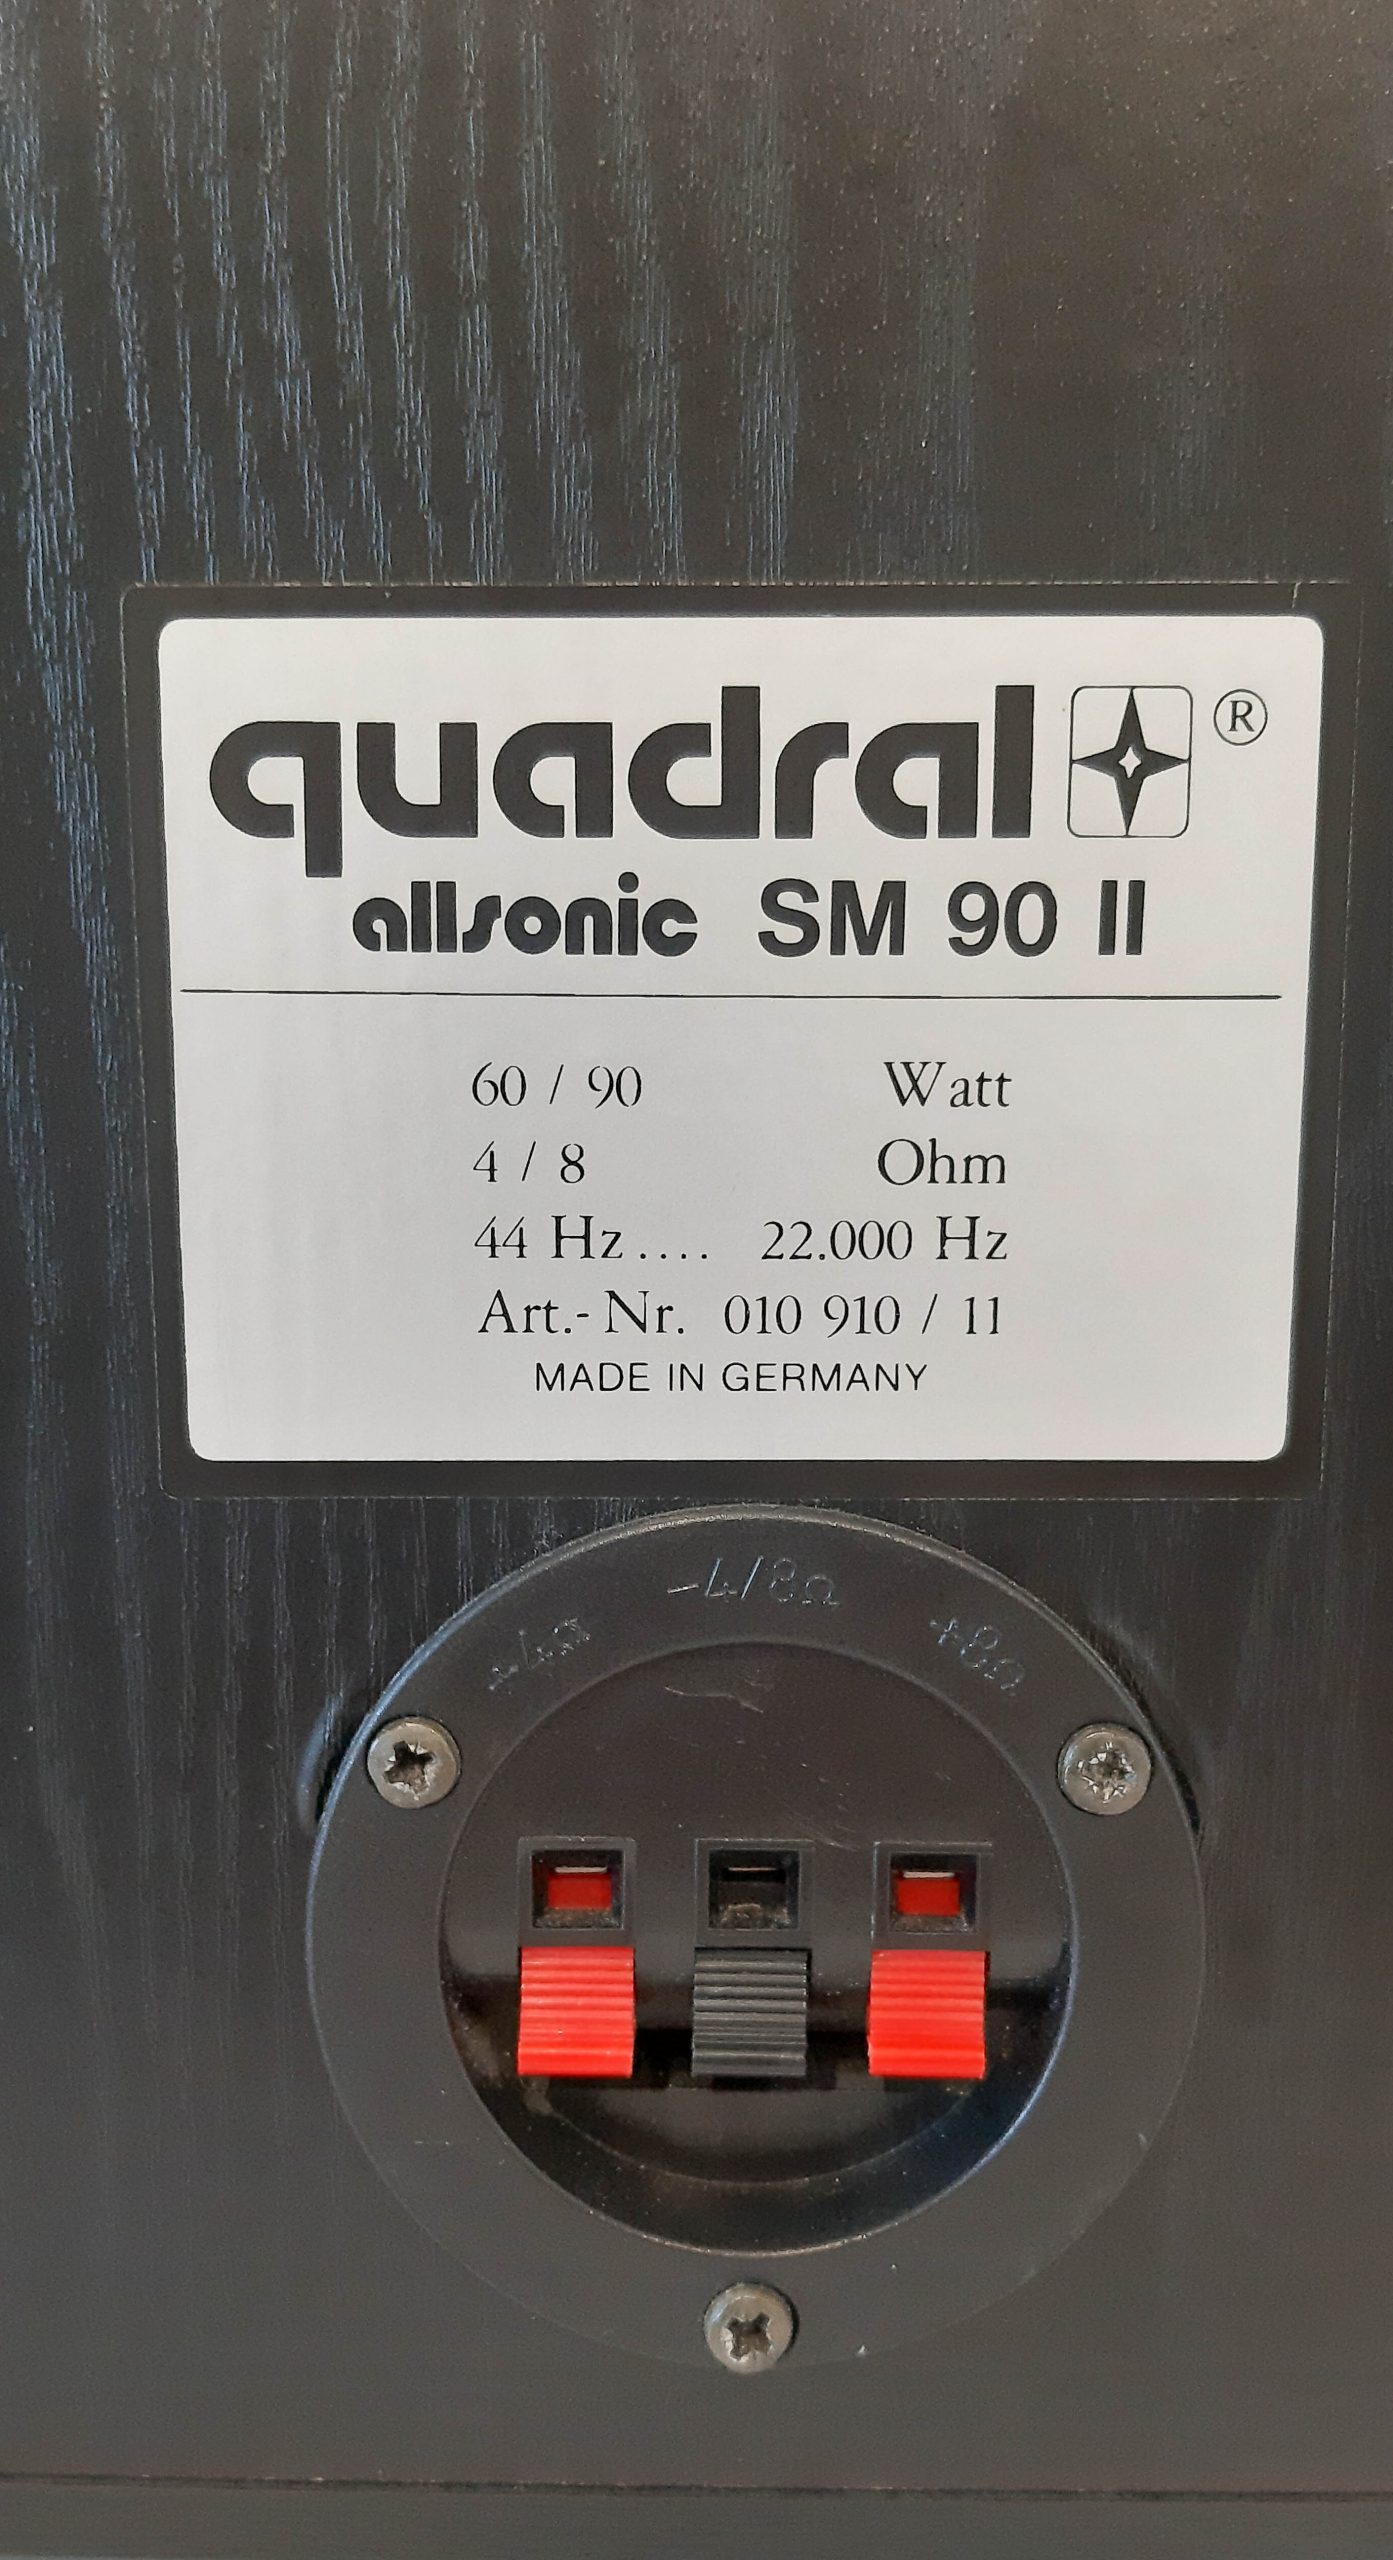 quadral ®
allsonic SM 90 II
60 / 90 Watt
4 / 8 Ohm
44 Hz.... 22.000 Hz
Art.-Nr. 010 910 / 11
MADE IN GERMANY
+4Ω -4/8Ω +8Ω